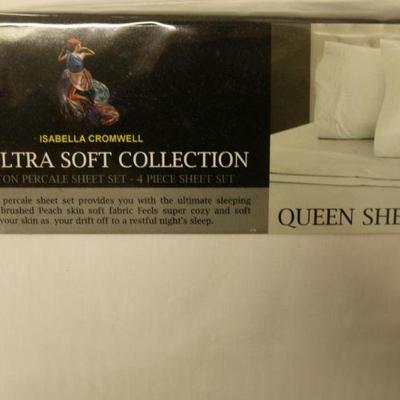 ISABELLA CROMWELL
LTRA SOFT COLLECTION
TON PERCALE SHEET SET - 4 PIECE SHEET SET
percale sheet set provides you with the ultimate sleeping
brushed Peach skin soft fabric Feels super cozy and soft
your skin as your drift off to a restful night's sleep.
QUEEN SHE